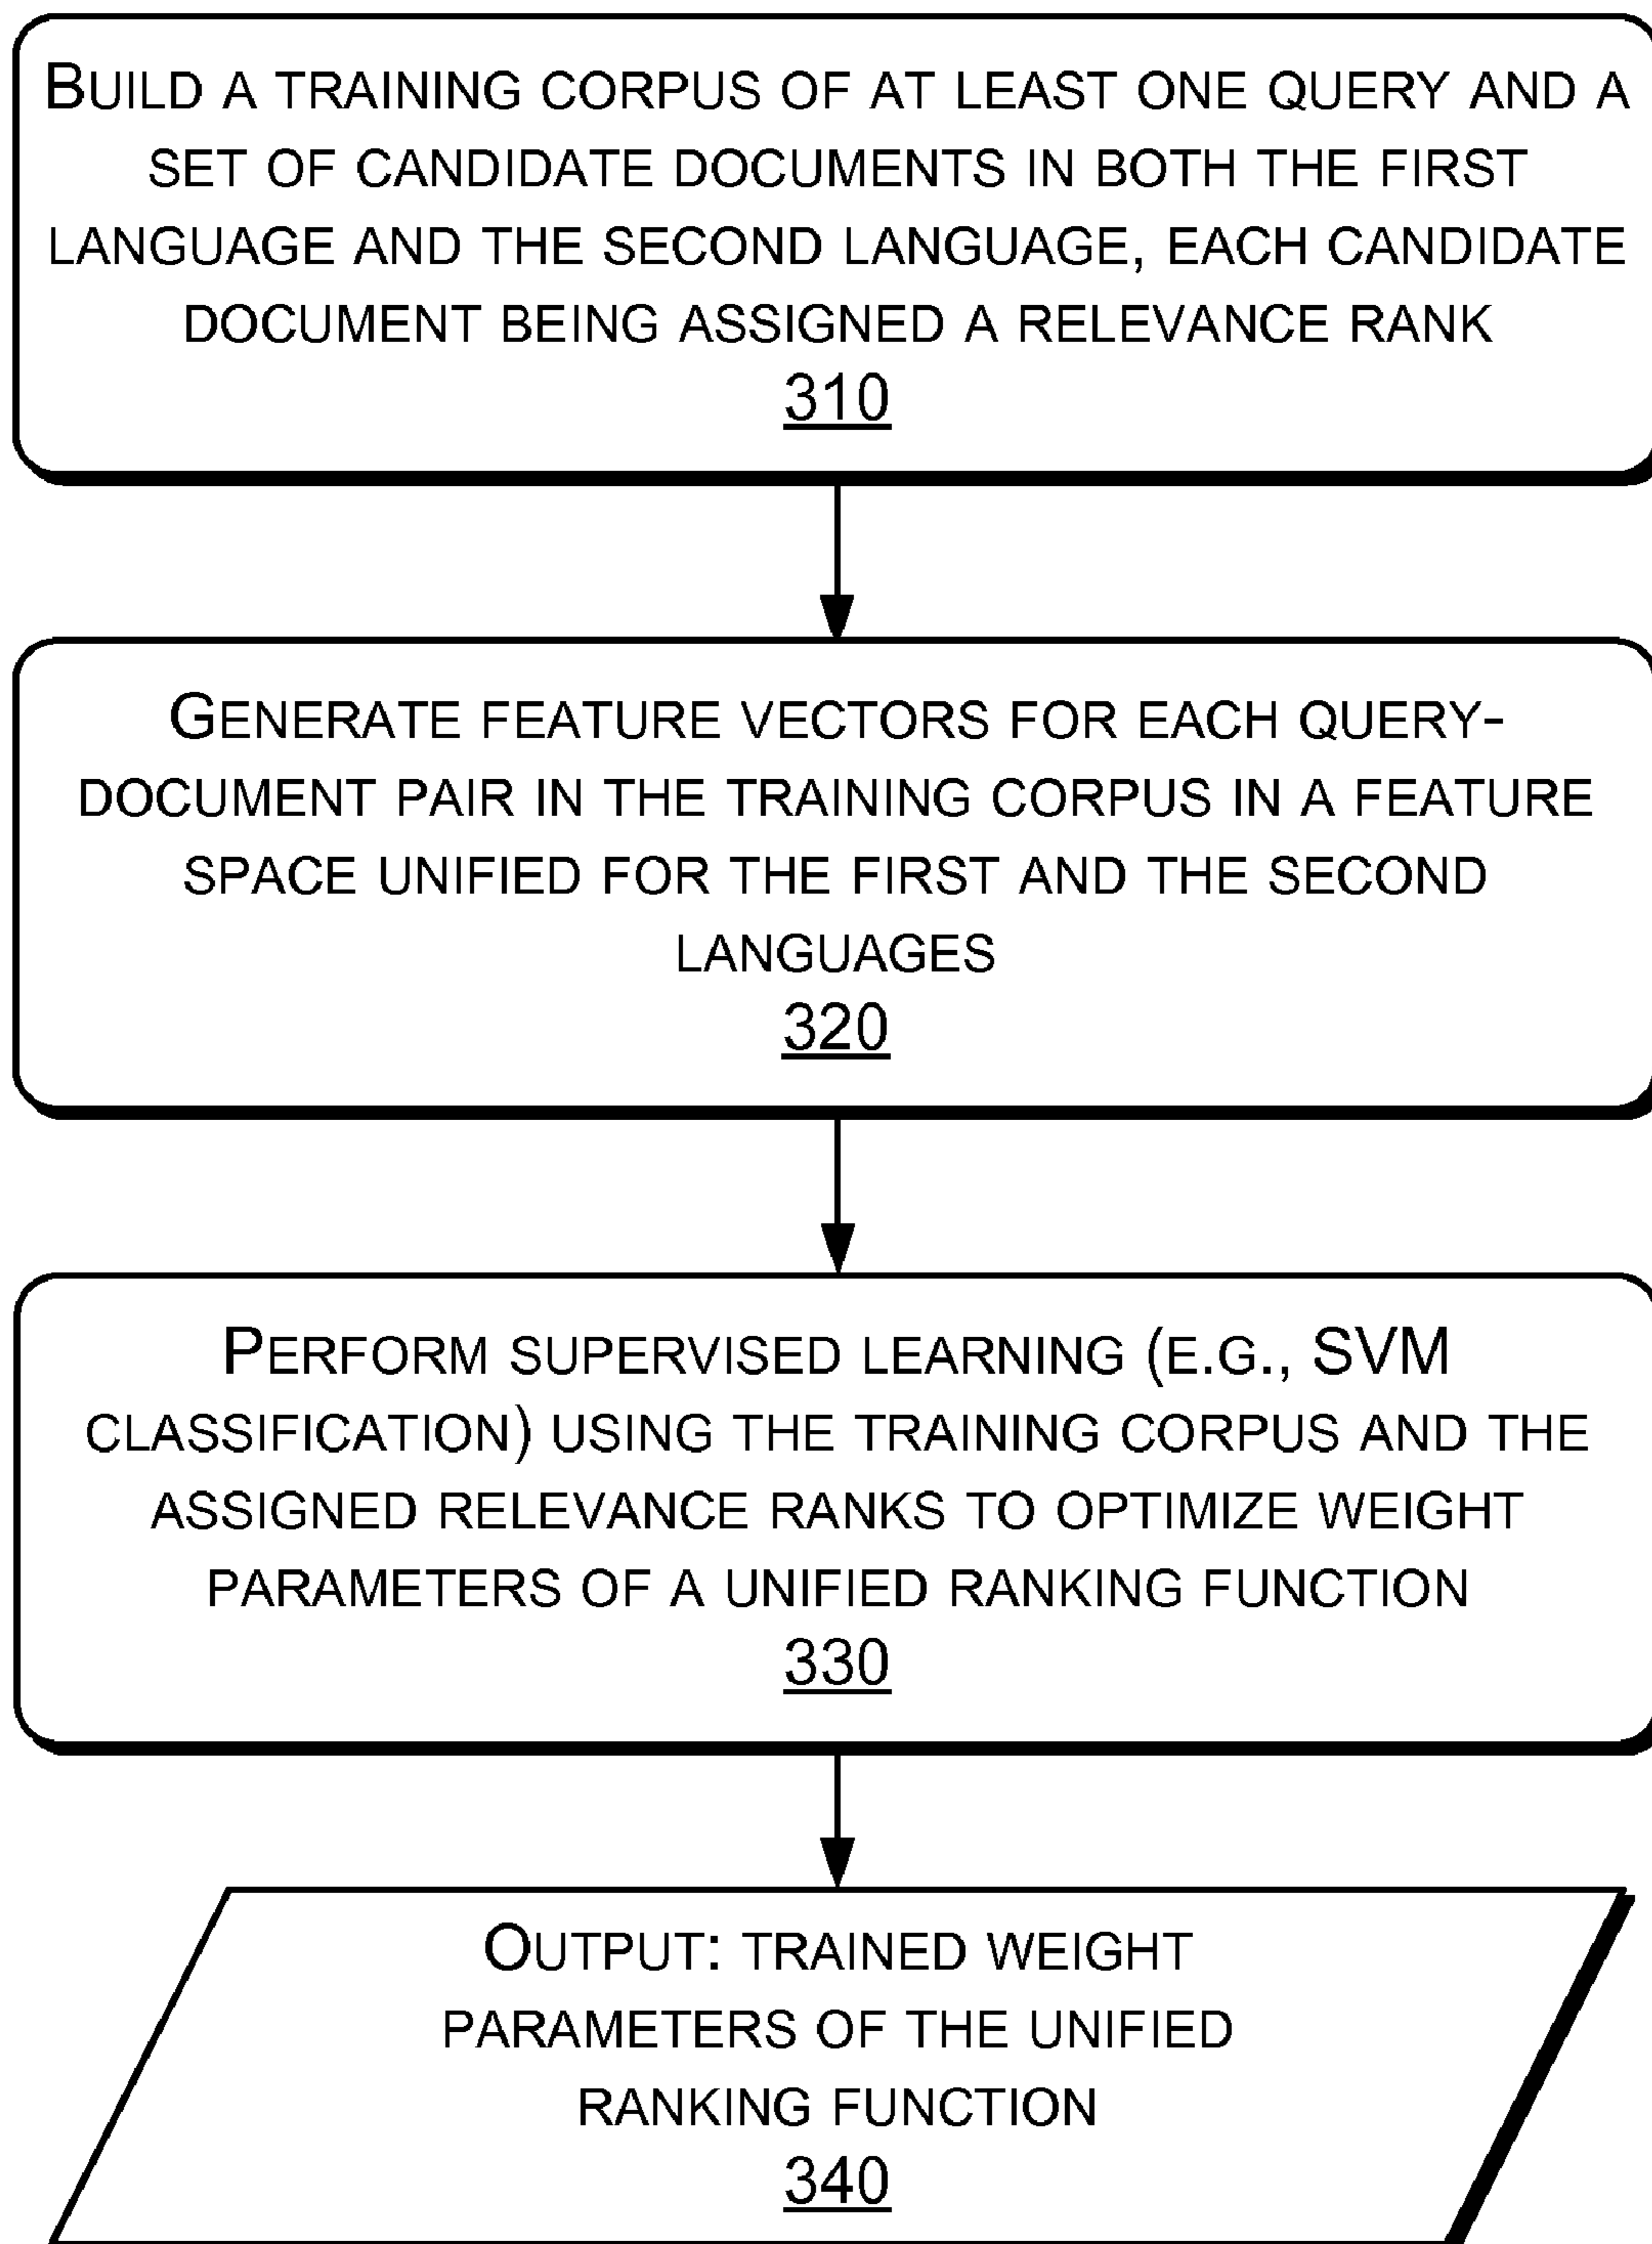 BUILD A TRAINING CORPUS OF AT LEAST ONE QUERY AND A
SET OF CANDIDATE DOCUMENTS IN BOTH THE FIRST
LANGUAGE AND THE SECOND LANGUAGE, EACH CANDIDATE
DOCUMENT BEING ASSIGNED A RELEVANCE RANK
310
GENERATE FEATURE VECTORS FOR EACH QUERY-
DOCUMENT PAIR IN THE TRAINING CORPUS IN A FEATURE
SPACE UNIFIED FOR THE FIRST AND THE SECOND
LANGUAGES
320
PERFORM SUPERVISED LEARNING (E.G., SVM
CLASSIFICATION) USING THE TRAINING CORPUS AND THE
ASSIGNED RELEVANCE RANKS TO OPTIMIZE WEIGHT
PARAMETERS OF A UNIFIED RANKING FUNCTION
330
OUTPUT: TRAINED WEIGHT
PARAMETERS OF THE UNIFIED
RANKING FUNCTION
340